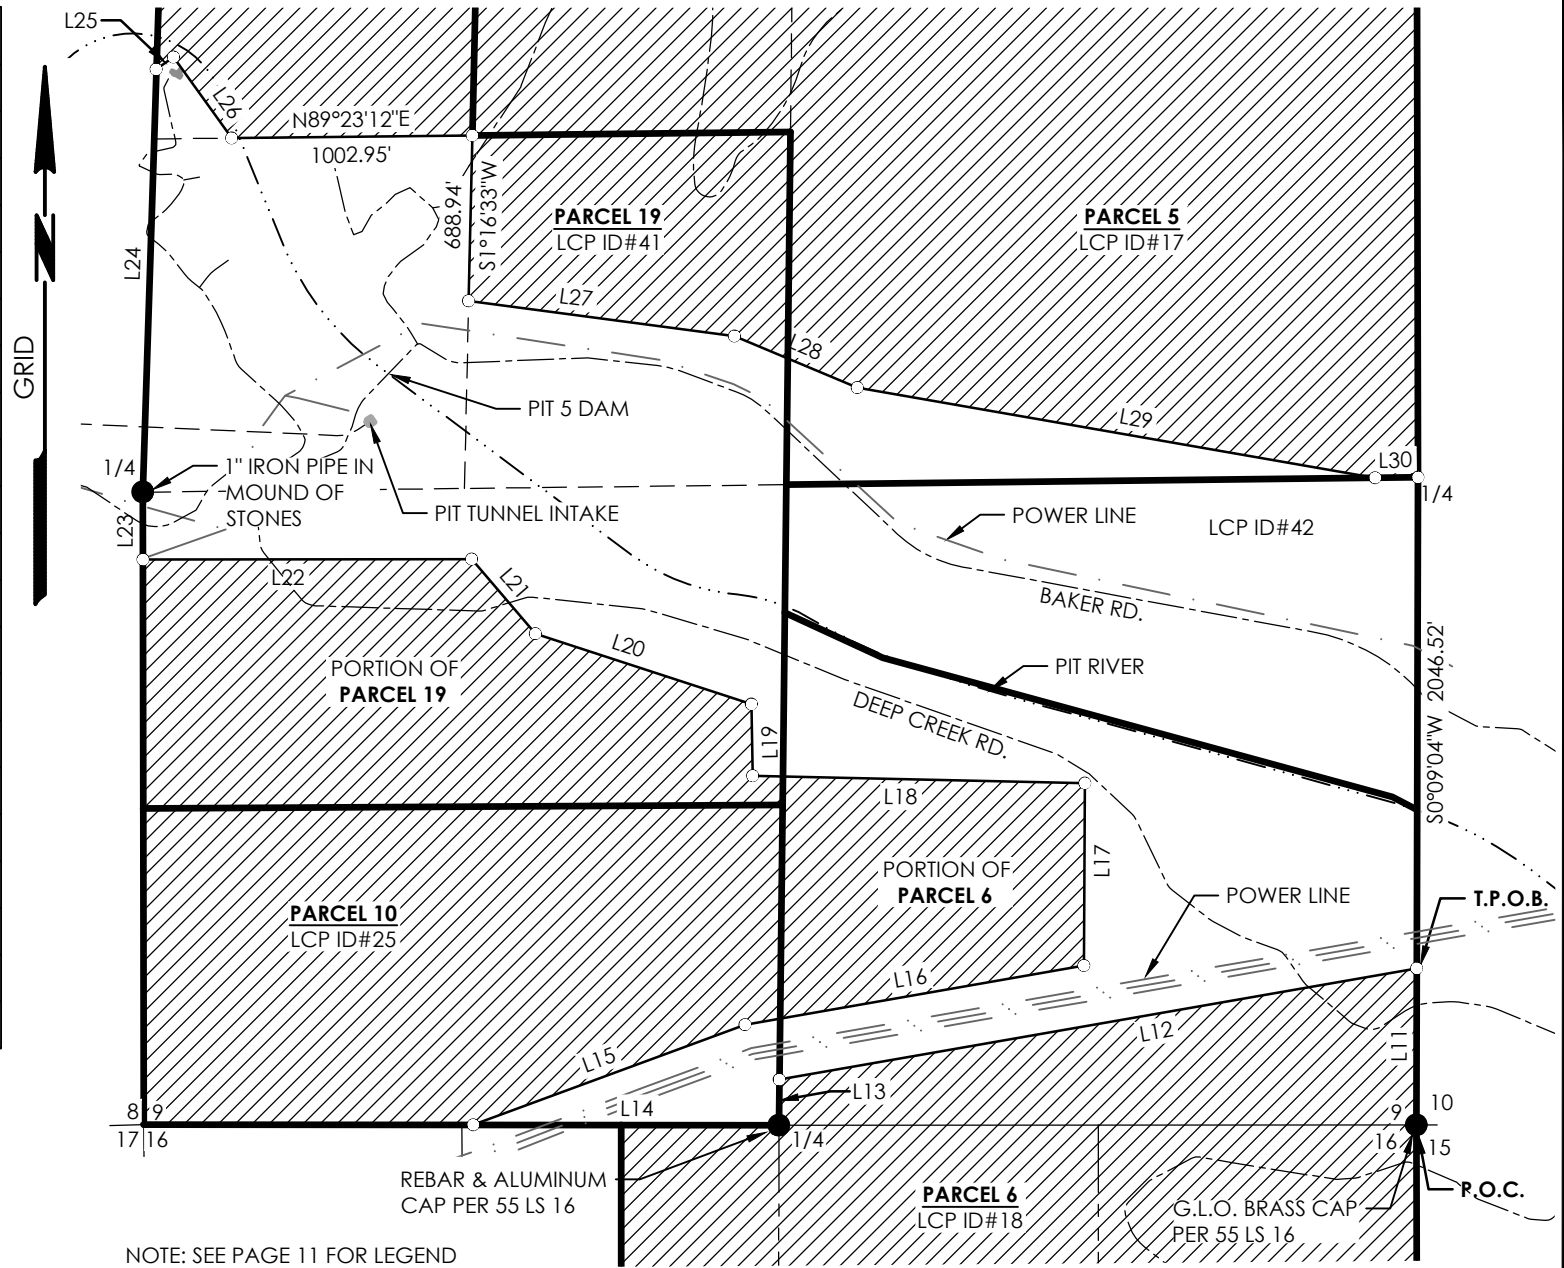 L25
L26
N89°23'12"E
1002.95'
688.94'
S1°16'33"W
PARCEL 19
LCP ID#41
PARCEL 5
LCP ID#17
L24
GRID
N
L27
L28
L29
L30
PIT 5 DAM
1/4
1" IRON PIPE IN
MOUND OF
STONES
L23
PIT TUNNEL INTAKE
POWER LINE
LCP ID#42
1/4
L22
L21
L20
BAKER RD.
PORTION OF
PARCEL 19
PIT RIVER
S0°09'04"W 2046.52'
DEEP CREEK RD.
L19
L18
L17
PORTION OF
PARCEL 6
POWER LINE
T.P.O.B.
PARCEL 10
LCP ID#25
L16
L15
L12
L11
L13
L14
8 9
17 16
1/4
9 10
16 15
REBAR & ALUMINUM
CAP PER 55 LS 16
PARCEL 6
LCP ID#18
G.L.O. BRASS CAP
PER 55 LS 16
P.O.C.
NOTE: SEE PAGE 11 FOR LEGEND